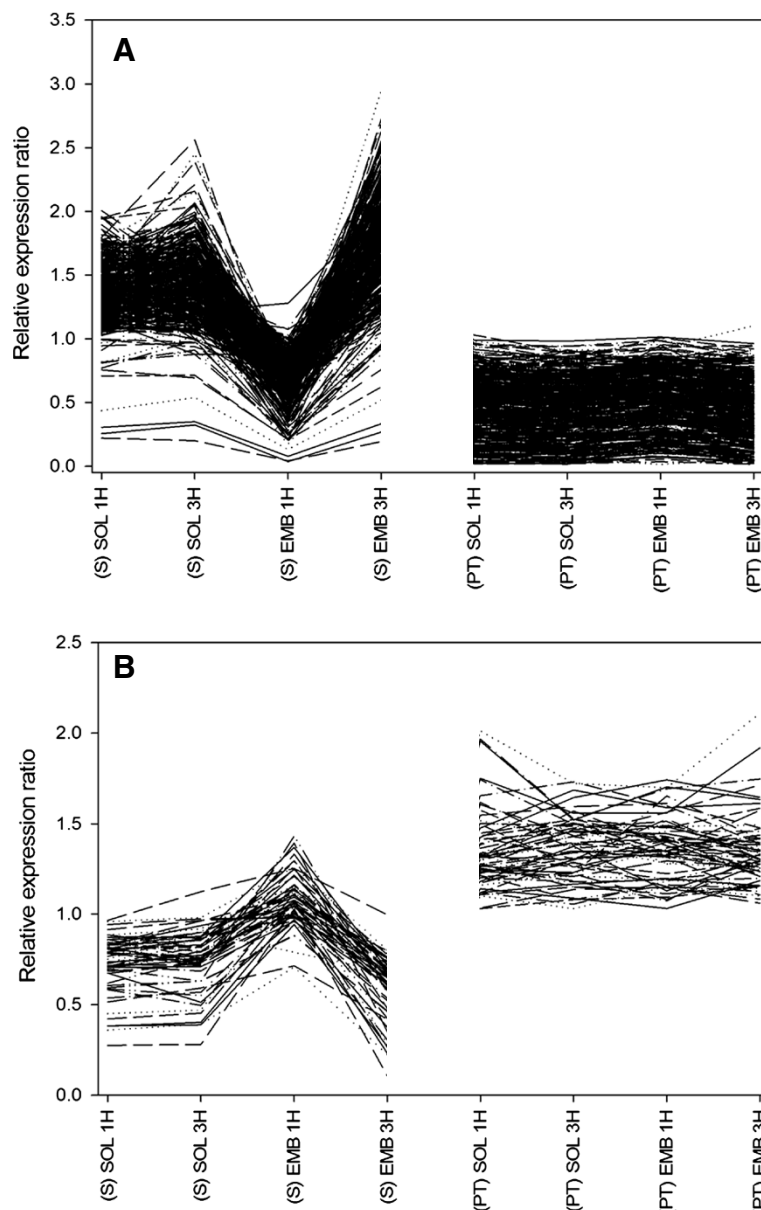 A
Relative expression ratio
3.5
3.0
2.5
2.0
1.5
1.0
0.5
0.0
(S) SOL 1H
(S) SOL 3H
(S) EMB 1H
(S) EMB 3H
(PT) SOL 1H
(PT) SOL 3H
(PT) EMB 1H
(PT) EMB 3H
B
Relative expression ratio
2.5
2.0
1.5
1.0
0.5
0.0
(S) SOL 1H
(S) SOL 3H
(S) EMB 1H
(S) EMB 3H
(PT) SOL 1H
(PT) SOL 3H
(PT) EMB 1H
(PT) EMB 3H